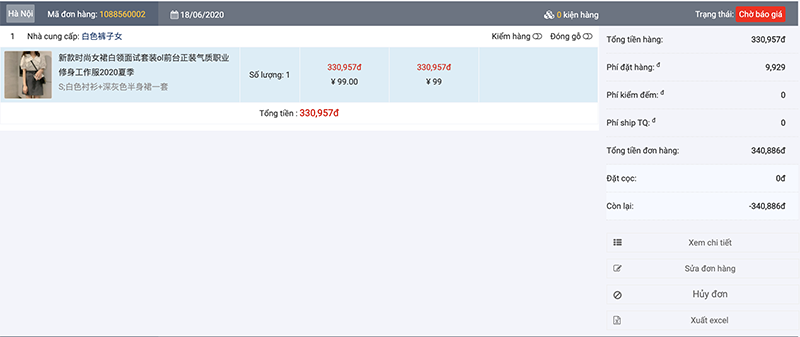 Hà Nội Mã đơn hàng: 1088560002 18/06/2020 0 kiện hàng Trạng thái: Chờ báo giá
1 Nhà cung cấp: 白色裤子女 Kiểm hàng Đóng gỗ
新款时尚女裙白领面试套装ol前台正装气质职业
修身工作服2020夏季
S;白色衬衫+深灰色半身裙一套
Số lượng: 1
330,957đ
¥ 99.00
330,957đ
¥ 99
Tổng tiền : 330,957đ
Tổng tiền hàng: 330,957đ
Phí đặt hàng: đ 9,929
Phí kiểm đếm: đ 0
Phí ship TQ: đ 0
Tổng tiền đơn hàng: 340,886đ
Đặt cọc: 0đ
Còn lại: -340,886đ
Xem chi tiết
Sửa đơn hàng
Hủy đơn
Xuất excel